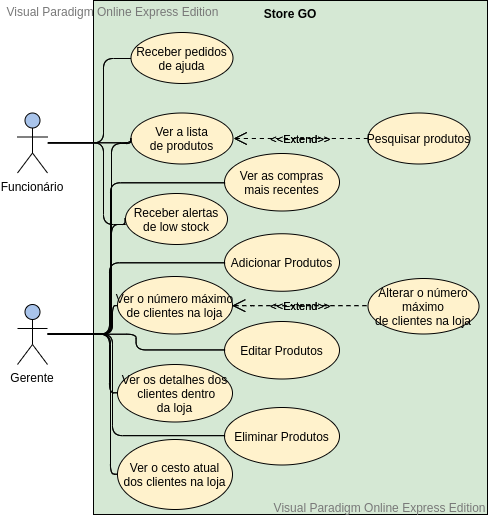 Visual Paradigm Online Express Edition
Store GO
Receber pedidos
de ajuda
Ver a lista
de produtos
<<Extend>>
Pesquisar produtos
Funcionário
Ver as compras
mais recentes
Receber alertas
de low stock
Adicionar Produtos
Ver o número máximo
de clientes na loja
<<Extend>>
Alterar o número
máximo
de clientes na loja
Gerente
Editar Produtos
Ver os detalhes dos
clientes dentro
da loja
Eliminar Produtos
Ver o cesto atual
dos clientes na loja
Visual Paradigm Online Express Edition